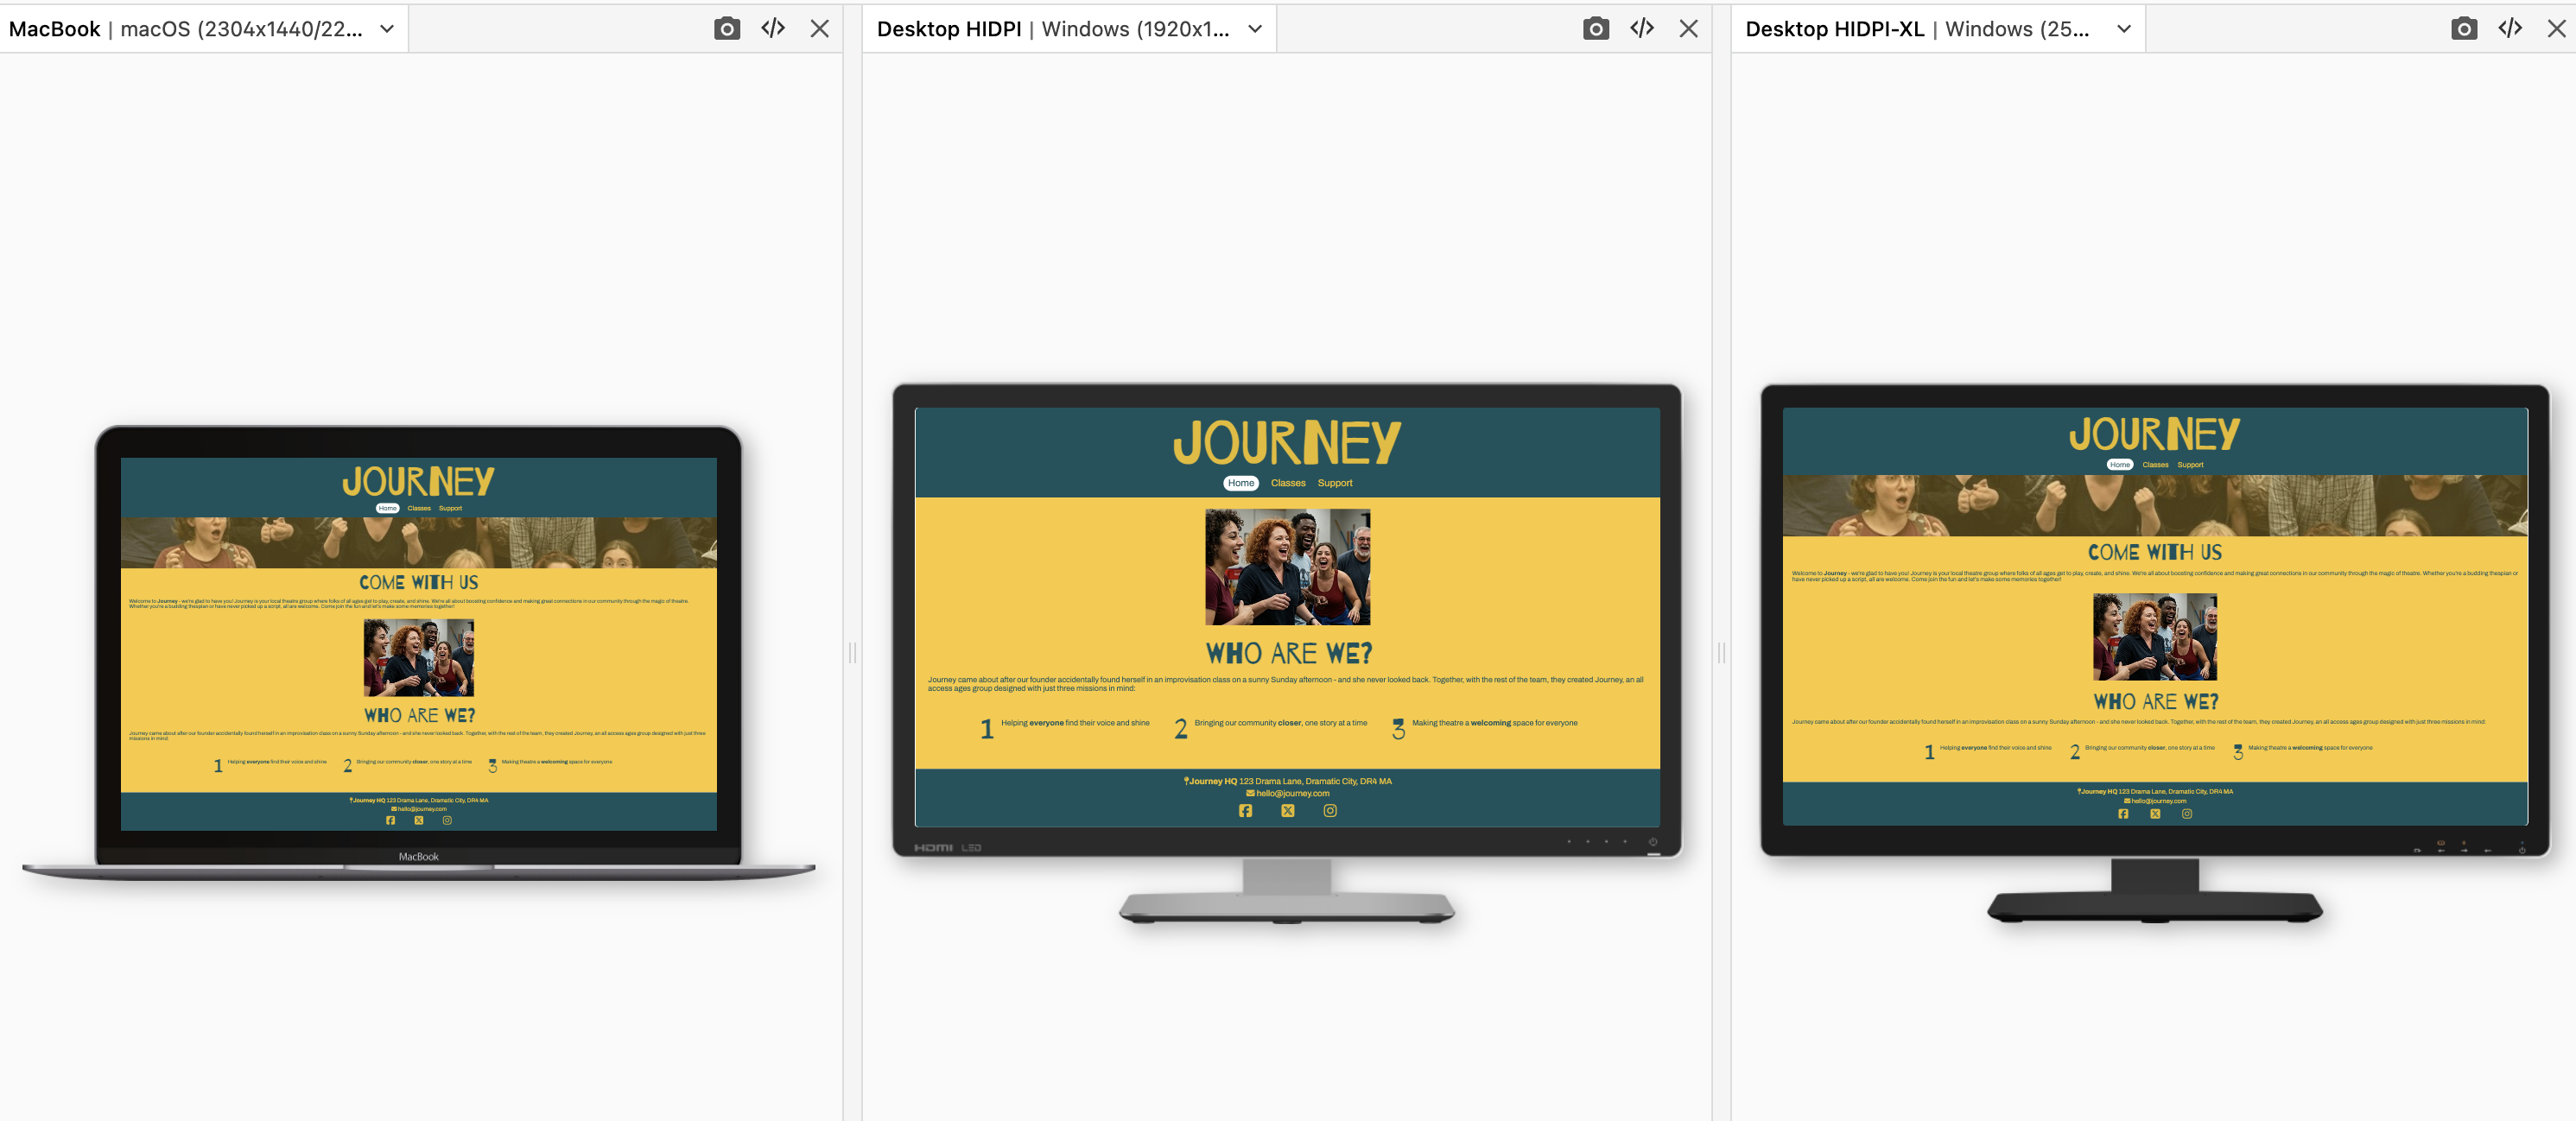 MacBook | macOS (2304x1440/22...
Desktop HIDPI | Windows (1920x1...
Desktop HIDPI-XL | Windows (25...
JOURNEY
Home Classes Support
COME WITH US
Welcome to Journey - we're glad to have you! Journey is your local theatre group where folks of all ages get to play, create, and shine. We're all about boosting confidence and making great connections in our community through the magic of theatre.
Whether you're a budding thespian or have never picked up a script, all are welcome. Come join the fun and let's make some memories together!
WHO ARE WE?
Journey came about after our founder accidentally found herself in an improvisation class on a sunny Sunday afternoon - and she never looked back. Together, with the rest of the team, they created Journey, an all access ages group designed with just three
missions in mind:
1 Helping everyone find their voice and shine 2 Bringing our community closer, one story at a time 3 Making theatre a welcoming space for everyone
Journey HQ 123 Drama Lane, Dramatic City, DR4 MA
hello@journey.com
MacBook
JOURNEY
Home Classes Support
WHO ARE WE?
Journey came about after our founder accidentally found herself in an improvisation class on a sunny Sunday afternoon - and she never looked back. Together, with the rest of the team, they created Journey, an all
access ages group designed with just three missions in mind:
1 Helping everyone find their voice and shine 2 Bringing our community closer, one story at a time 3 Making theatre a welcoming space for everyone
Journey HQ 123 Drama Lane, Dramatic City, DR4 MA
hello@journey.com
HDMI LED
JOURNEY
Home Classes Support
COME WITH US
Welcome to Journey - we're glad to have you! Journey is your local theatre group where folks of all ages get to play, create, and shine. We're all about boosting confidence and making great connections in our community through the magic of theatre. Whether you're a budding thespian or
have never picked up a script, all are welcome. Come join the fun and let's make some memories together!
WHO ARE WE?
Journey came about after our founder accidentally found herself in an improvisation class on a sunny Sunday afternoon - and she never looked back. Together, with the rest of the team, they created Journey, an all access ages group designed with just three missions in mind:
1 Helping everyone find their voice and shine 2 Bringing our community closer, one story at a time 3 Making theatre a welcoming space for everyone
Journey HQ 123 Drama Lane, Dramatic City, DR4 MA
hello@journey.com